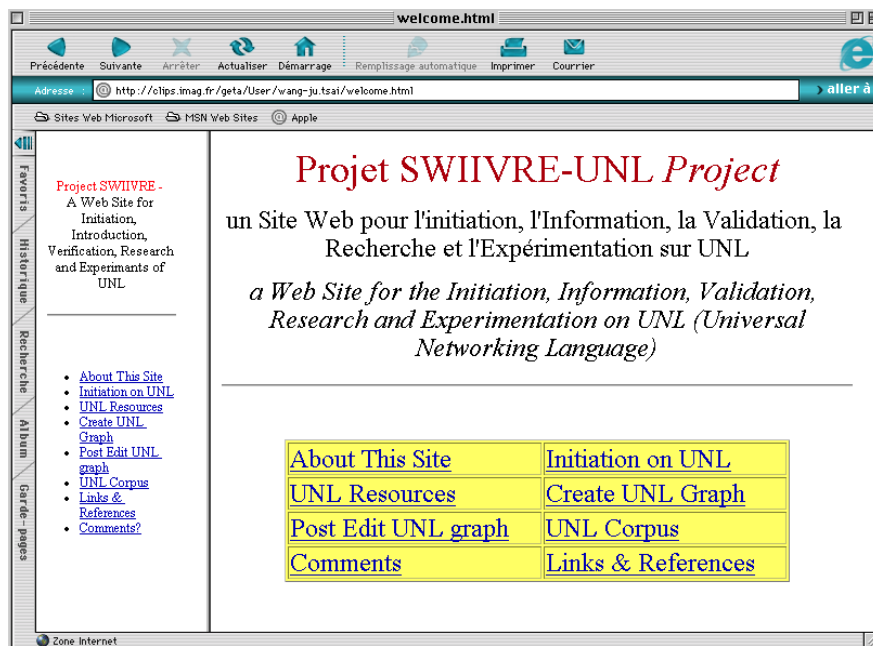 welcome.html
Précédente Suivante Arrêter Actualiser Démarrage Remplissage automatique Imprimer Courrier
Adresse : @ http://clips.imag.fr/geta/User/wang-ju.tsai/welcome.html › aller à
Sites Web Microsoft MSN Web Sites @ Apple
Favoris
Historique
Recherche
Album
Garde-pages
Project SWIIVRE -
A Web Site for
Initiation,
Introduction,
Verification, Research
and Experimants of
UNL
• About This Site
• Initiation on UNL
• UNL Resources
• Create UNL
Graph
• Post Edit UNL
graph
• UNL Corpus
• Links &
References
• Comments?
Projet SWIIVRE-UNL Project
un Site Web pour l'initiation, l'Information, la Validation, la
Recherche et l'Expérimentation sur UNL
a Web Site for the Initiation, Information, Validation,
Research and Experimentation on UNL (Universal
Networking Language)
About This Site Initiation on UNL
UNL Resources Create UNL Graph
Post Edit UNL graph UNL Corpus
Comments Links & References
Zone Internet